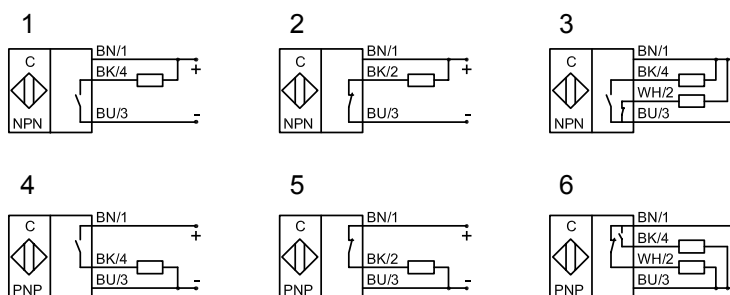 1
BN/1
C
BK/4
+
NPN
BU/3
-
2
BN/1
C
BK/2
+
NPN
BU/3
-
3
BN/1
C
BK/4
WH/2
NPN
BU/3
4
BN/1
C
+
BK/4
PNP
BU/3
-
5
BN/1
C
+
BK/2
PNP
BU/3
-
6
BN/1
C
BK/4
WH/2
PNP
BU/3